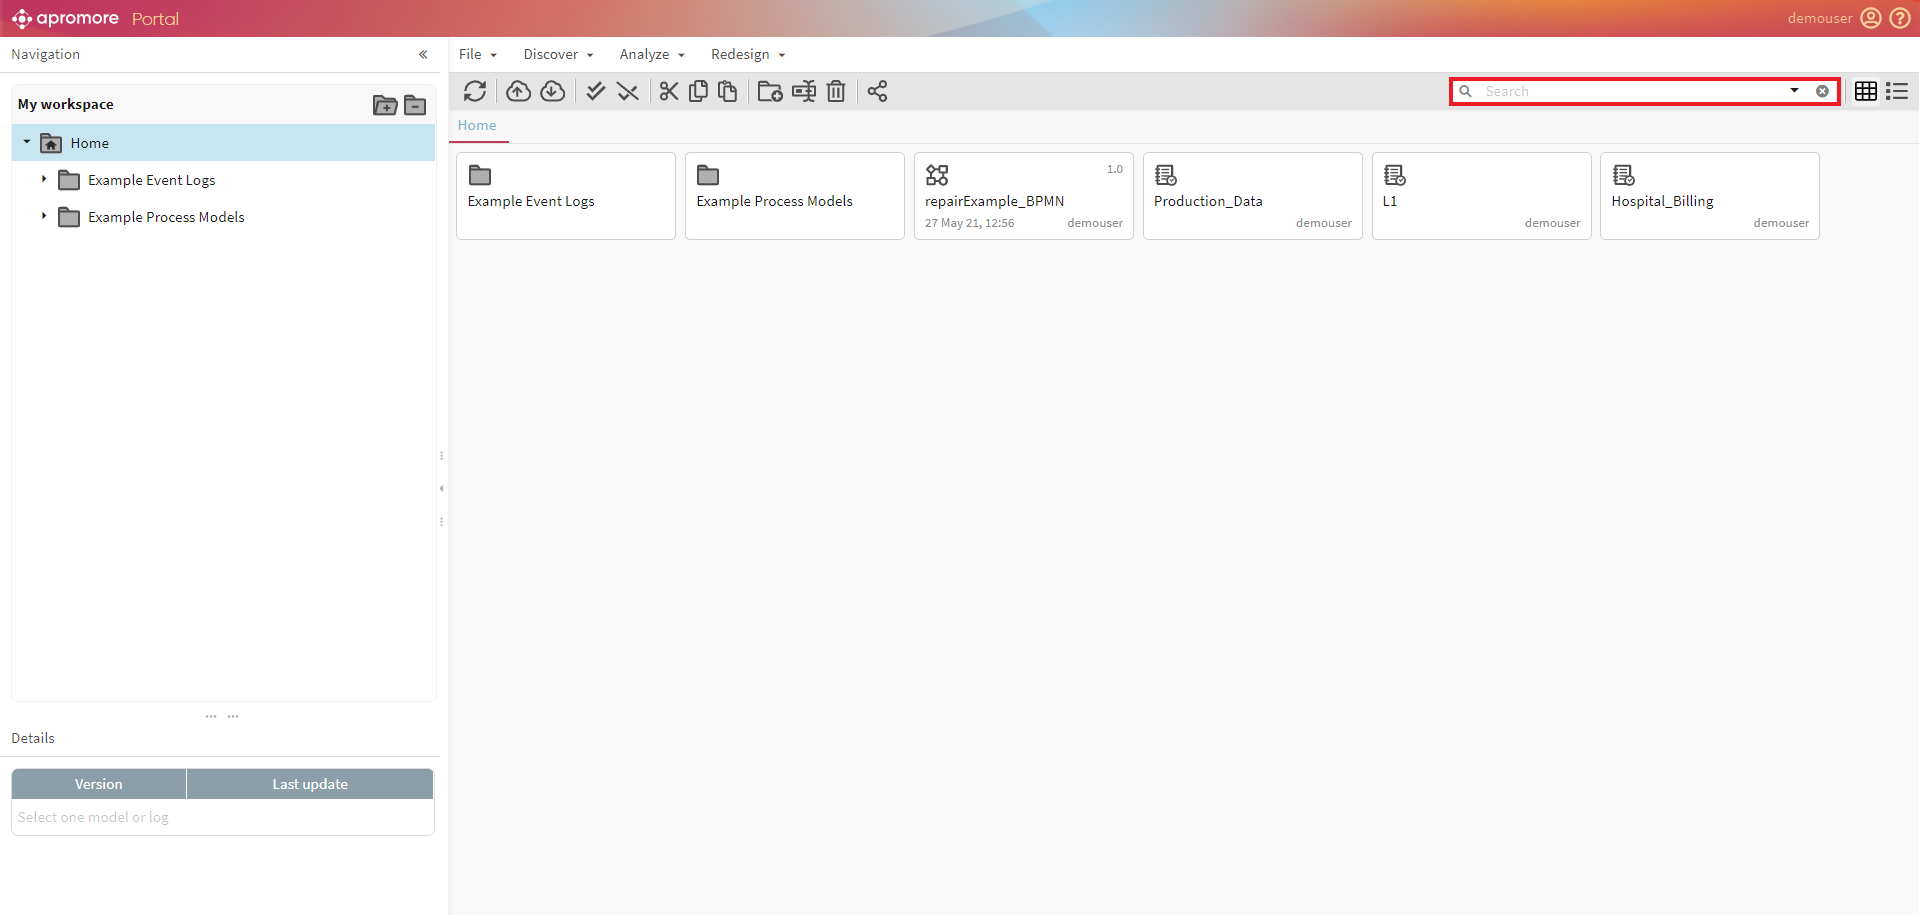 apromore Portal
demouser
Navigation
File
Discover
Analyze
Redesign
My workspace
Search
Home
Home
Example Event Logs
Example Process Models
Example Event Logs
Example Process Models
1.0
repairExample_BPMN
27 May 21, 12:56
demouser
Production_Data
demouser
L1
demouser
Hospital_Billing
demouser
Details
Version
Last update
Select one model or log